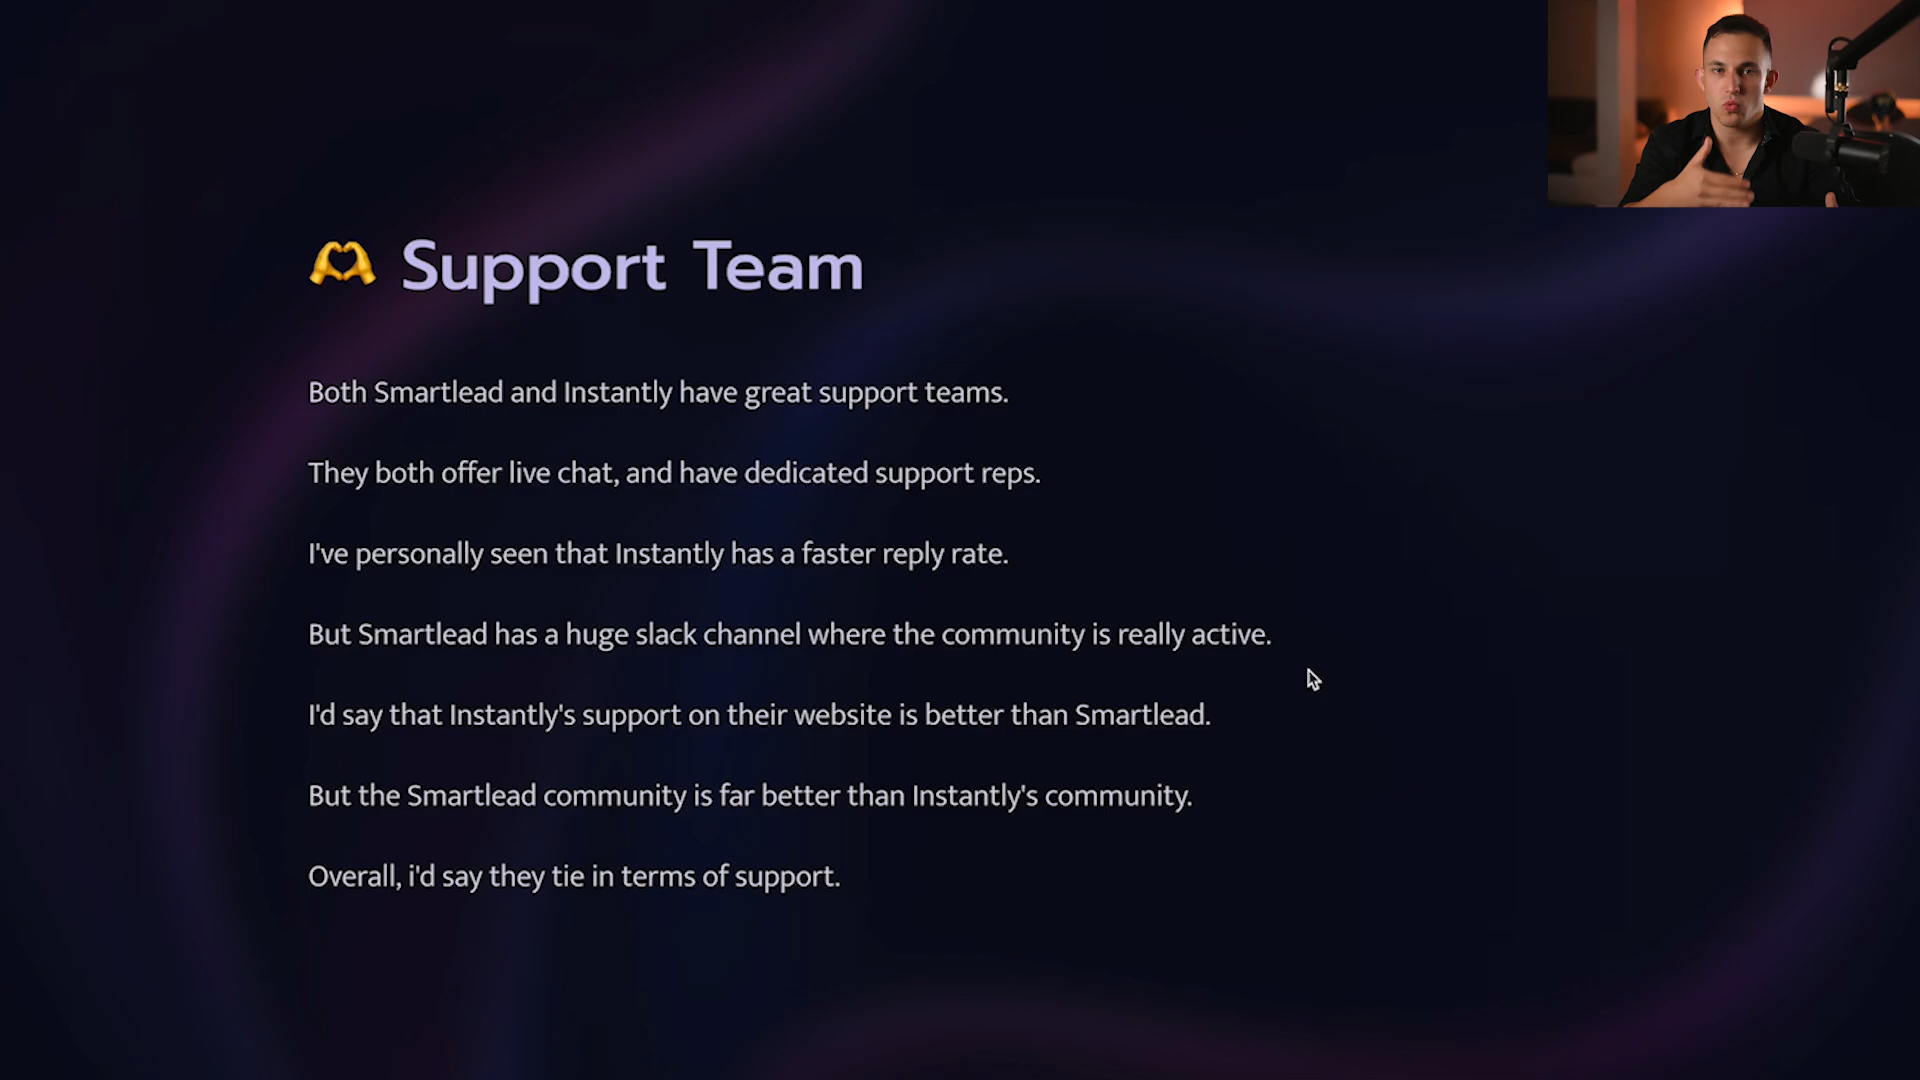 🫶 Support Team
Both Smartlead and Instantly have great support teams.
They both offer live chat, and have dedicated support reps.
I've personally seen that Instantly has a faster reply rate.
But Smartlead has a huge slack channel where the community is really active.
I'd say that Instantly's support on their website is better than Smartlead.
But the Smartlead community is far better than Instantly's community.
Overall, i'd say they tie in terms of support.